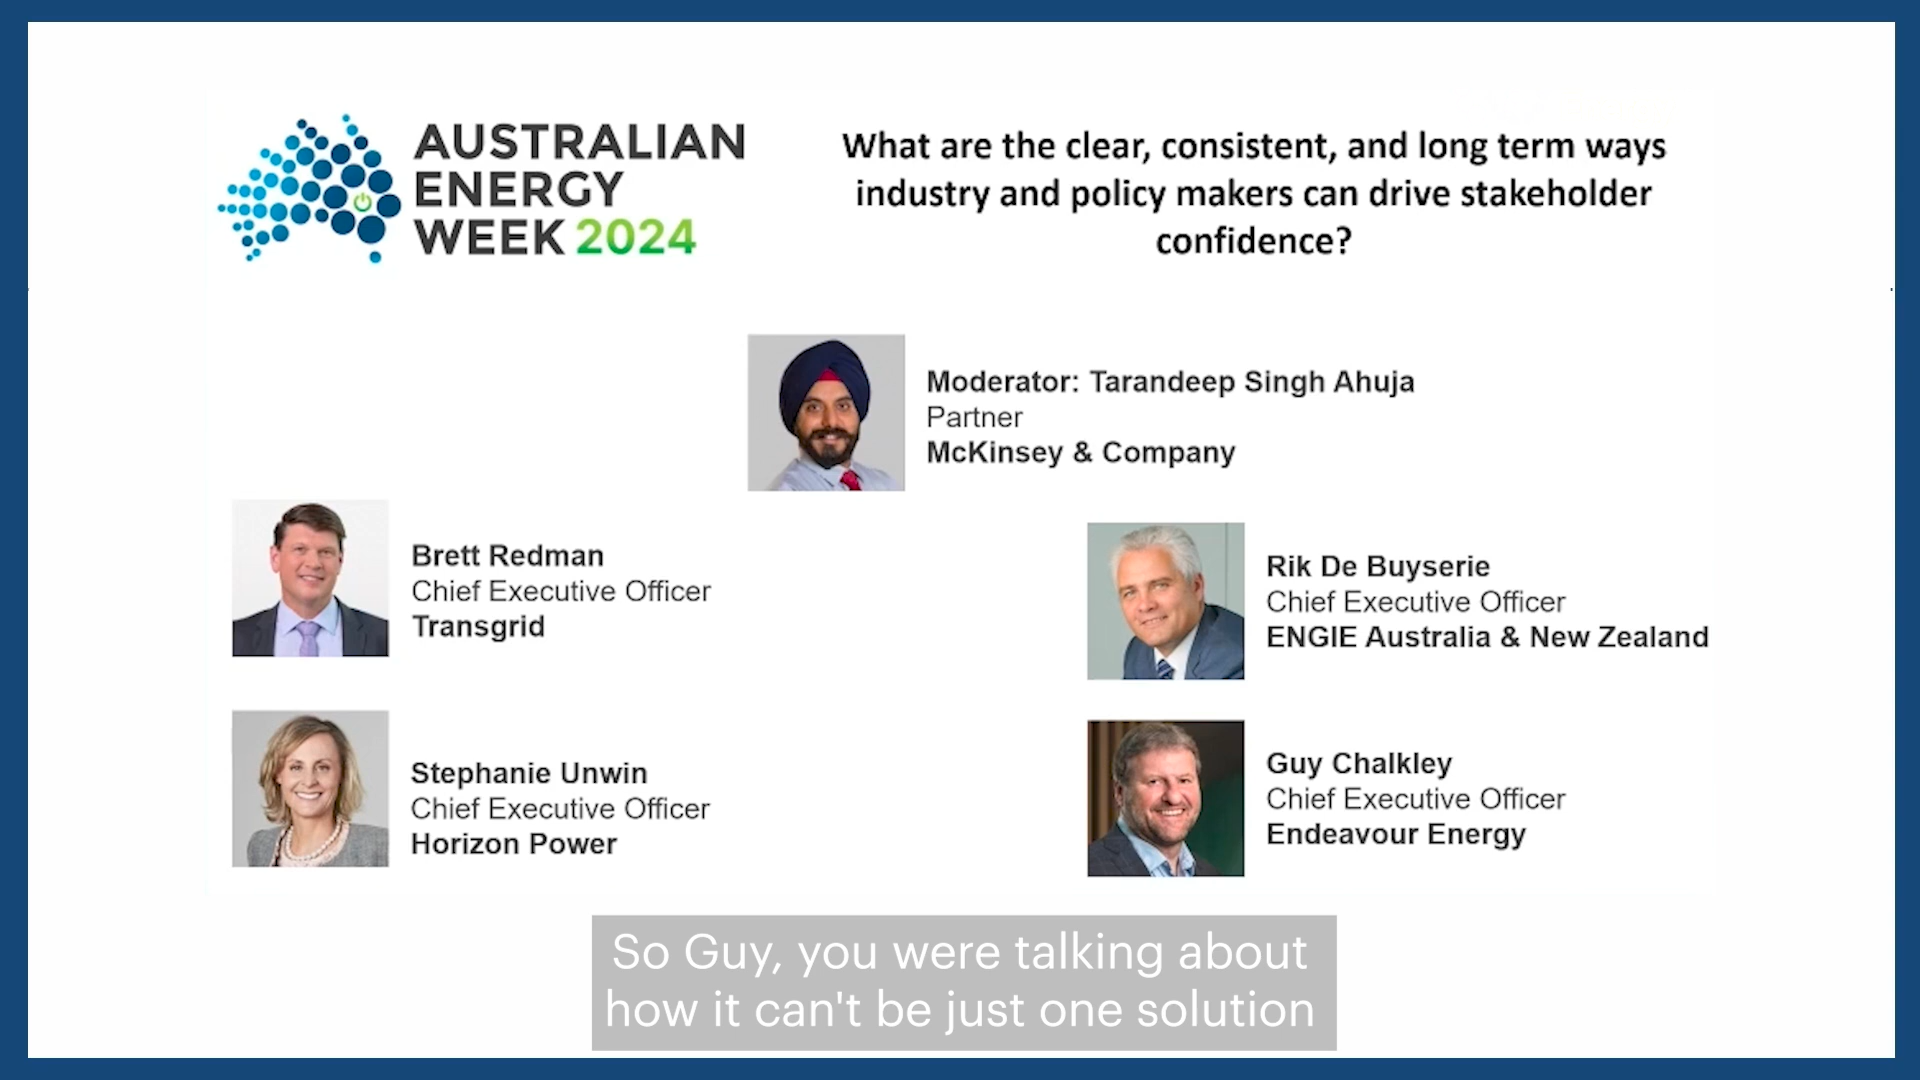 AUSTRALIAN
ENERGY
WEEK 2024
What are the clear, consistent, and long term ways
industry and policy makers can drive stakeholder
confidence?
Moderator: Tarandeep Singh Ahuja
Partner
McKinsey & Company
Brett Redman
Chief Executive Officer
Transgrid
Rik De Buyserie
Chief Executive Officer
ENGIE Australia & New Zealand
Stephanie Unwin
Chief Executive Officer
Horizon Power
Guy Chalkley
Chief Executive Officer
Endeavour Energy
So Guy, you were talking about
how it can't be just one solution